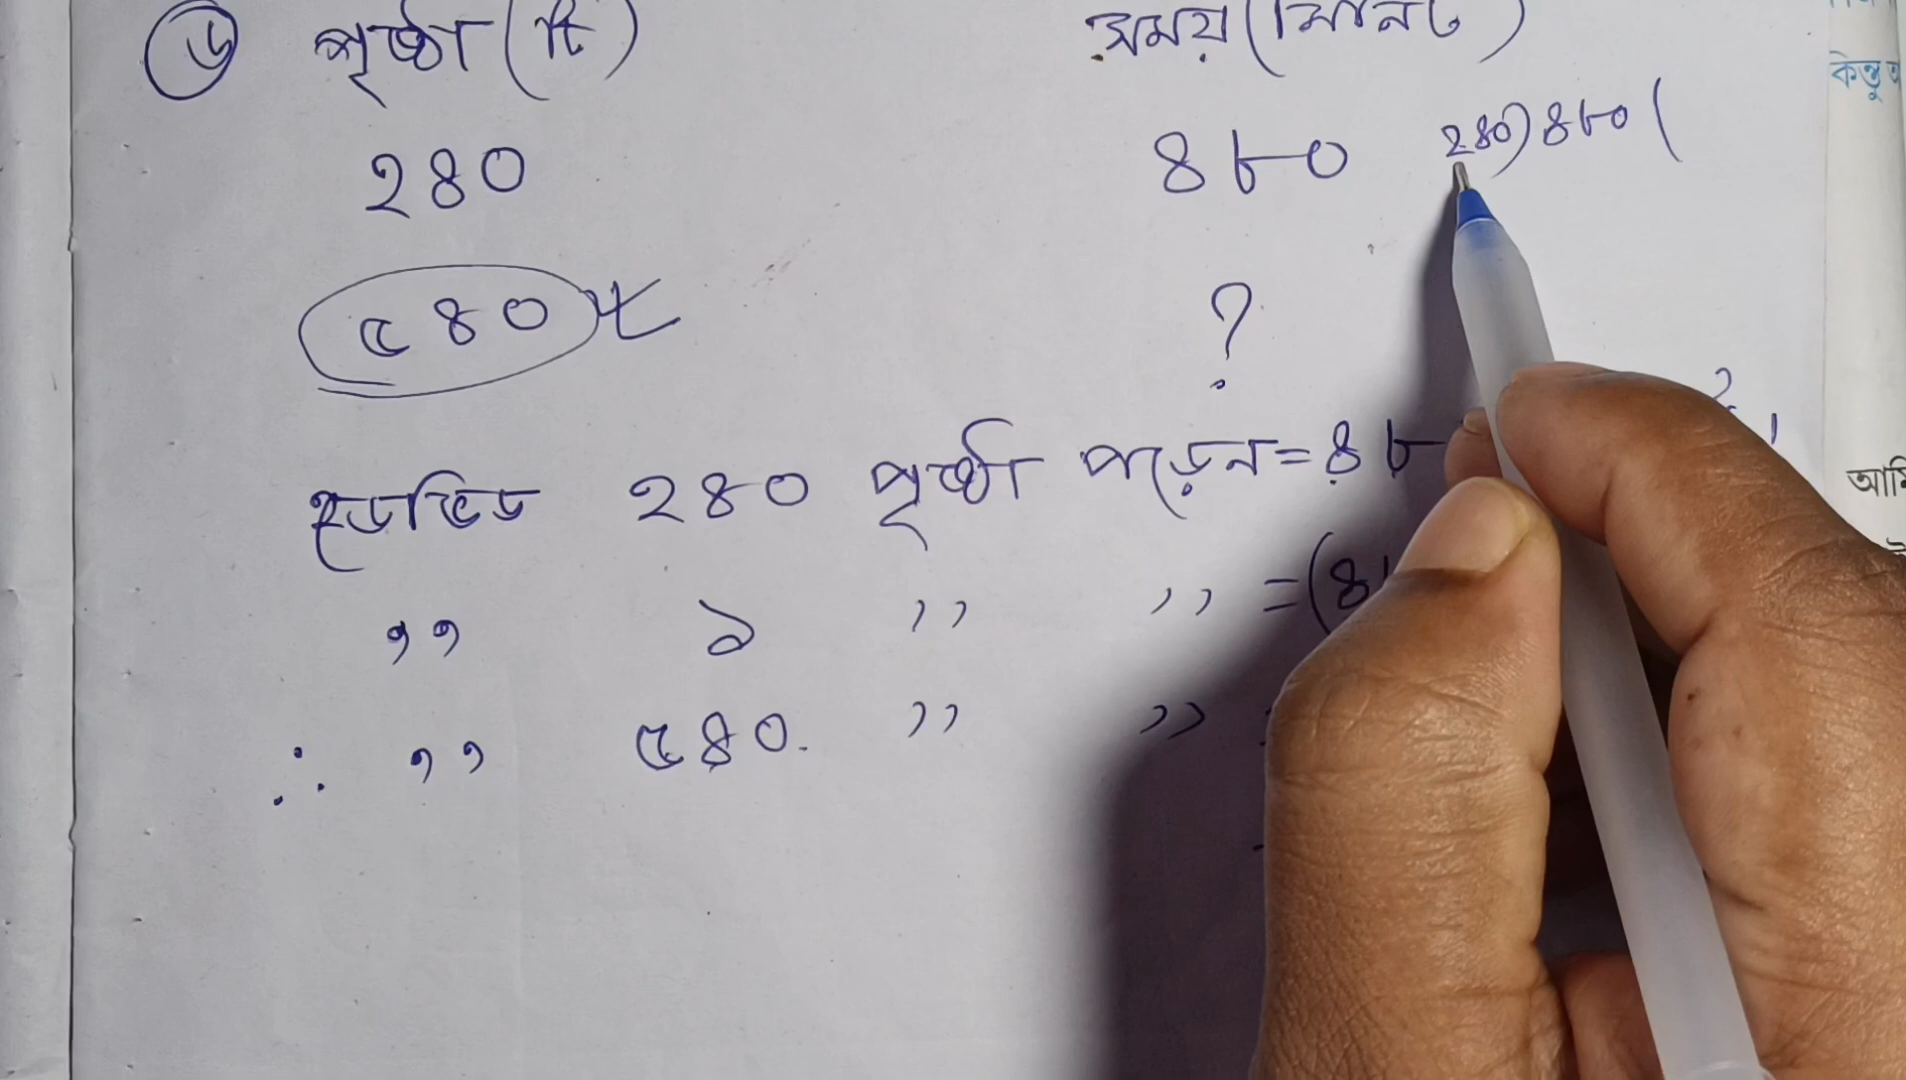 ৬ পৃষ্ঠা (টি) সময় (মিনিট)
২৪০ ৪৮০ ২৪০)৪৮০(
৫৪০ ?
২৪০ পৃষ্ঠা পড়েন = ৪৮
,, ১ ,, ,, = (৪
∴ ,, ৫৪০ ,, ,,
কিন্তু